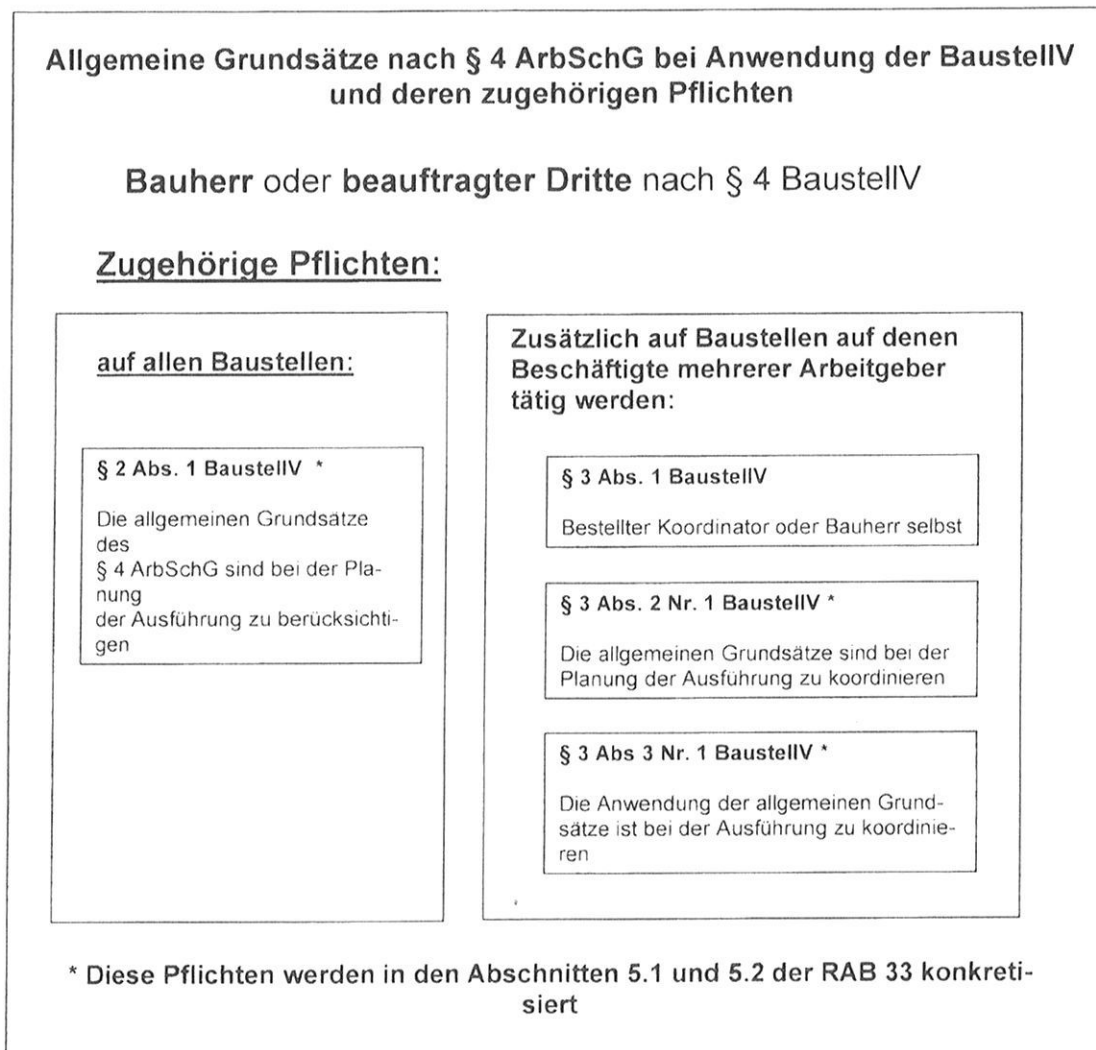 Allgemeine Grundsätze nach § 4 ArbSchG bei Anwendung der BaustellV
und deren zugehörigen Pflichten
Bauherr oder beauftragter Dritte nach § 4 BaustellV
Zugehörige Pflichten:
auf allen Baustellen:
§ 2 Abs. 1 BaustellV *
Die allgemeinen Grundsätze
des
§ 4 ArbSchG sind bei der Pla-
nung
der Ausführung zu berücksichti-
gen
Zusätzlich auf Baustellen auf denen
Beschäftigte mehrerer Arbeitgeber
tätig werden:
§ 3 Abs. 1 BaustellV
Bestellter Koordinator oder Bauherr selbst
§ 3 Abs. 2 Nr. 1 BaustellV *
Die allgemeinen Grundsätze sind bei der
Planung der Ausführung zu koordinieren
§ 3 Abs 3 Nr. 1 BaustellV *
Die Anwendung der allgemeinen Grund-
sätze ist bei der Ausführung zu koordinie-
ren
* Diese Pflichten werden in den Abschnitten 5.1 und 5.2 der RAB 33 konkreti-
siert